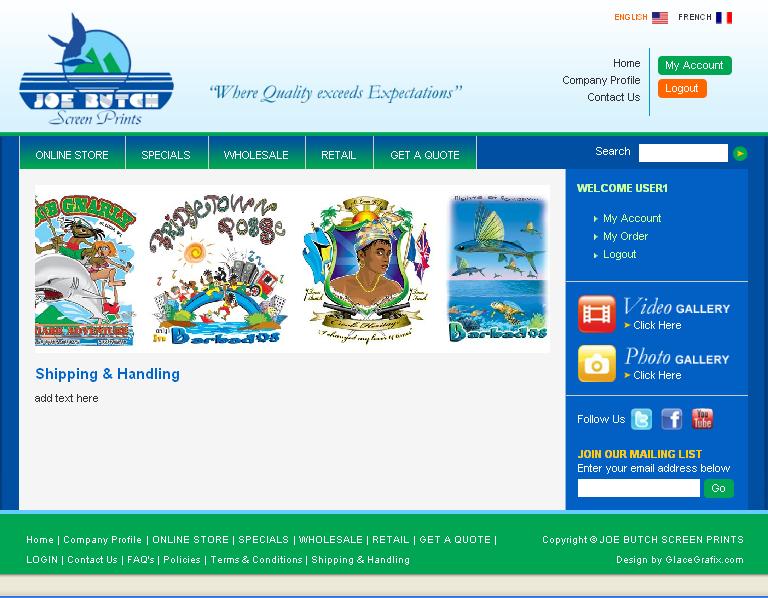 ENGLISH FRENCH
JOE BUTCH
Screen Prints
"Where Quality exceeds Expectations"
Home
Company Profile
Contact Us
My Account
Logout
ONLINE STORE SPECIALS WHOLESALE RETAIL GET A QUOTE
Search
GNARLY
BRIDGETOWN
POSSE
Barbados
Barbados
WELCOME USER1
My Account
My Order
Logout
Video GALLERY
Click Here
Photo GALLERY
Click Here
Shipping & Handling
add text here
Follow Us
You Tube
JOIN OUR MAILING LIST
Enter your email address below
Go
Home | Company Profile | ONLINE STORE | SPECIALS | WHOLESALE | RETAIL | GET A QUOTE |
LOGIN | Contact Us | FAQ's | Policies | Terms & Conditions | Shipping & Handling
Copyright © JOE BUTCH SCREEN PRINTS
Design by GlaceGrafix.com